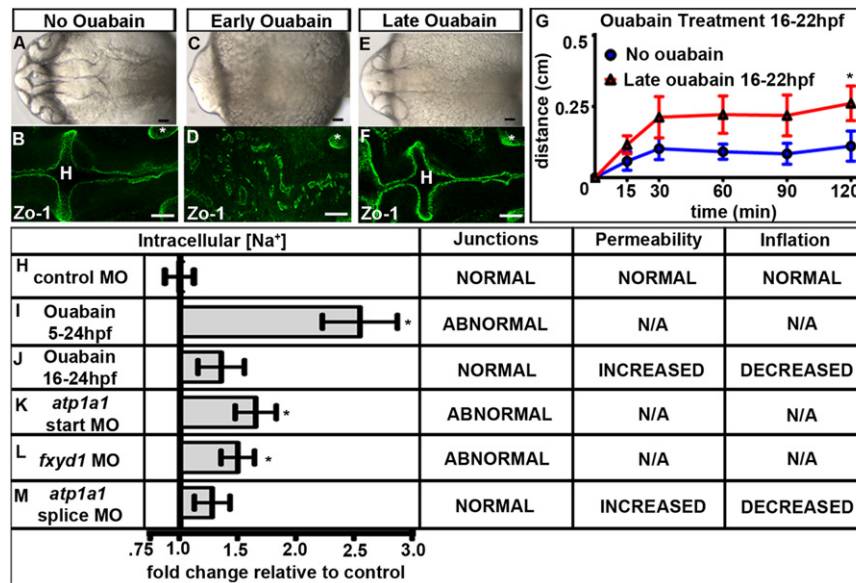 No Ouabain
Early Ouabain
Late Ouabain
G Ouabain Treatment 16-22hpf
A
C
E
B
D
F
H
H
*
*
*
Zo-1
Zo-1
Zo-1
0.5
0.25
0
distance (cm)
No ouabain
Late ouabain 16-22hpf
*
15 30 60 90 120
time (min)
Intracellular [Na⁺] Junctions Permeability Inflation
H control MO NORMAL NORMAL NORMAL
I Ouabain
5-24hpf * ABNORMAL N/A N/A
J Ouabain
16-24hpf NORMAL INCREASED DECREASED
K atp1a1
start MO * ABNORMAL N/A N/A
L fxyd1 MO * ABNORMAL N/A N/A
M atp1a1
splice MO NORMAL INCREASED DECREASED
.75 1.0 1.5 2.0 2.5 3.0
fold change relative to control